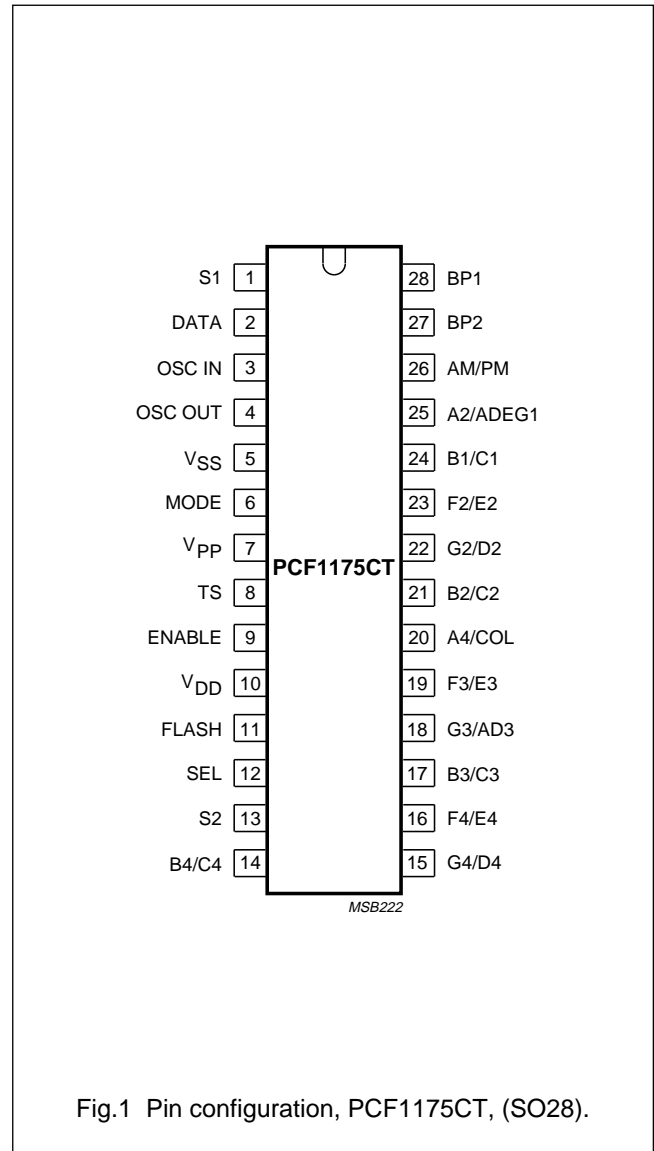 S1 1
28 BP1
DATA 2
27 BP2
OSC IN 3
26 AM/PM
OSC OUT 4
25 A2/ADEG1
VSS 5
24 B1/C1
MODE 6
23 F2/E2
VPP 7
22 G2/D2
PCF1175CT
TS 8
21 B2/C2
ENABLE 9
20 A4/COL
VDD 10
19 F3/E3
FLASH 11
18 G3/AD3
SEL 12
17 B3/C3
S2 13
16 F4/E4
B4/C4 14
15 G4/D4
MSB222
Fig.1 Pin configuration, PCF1175CT, (SO28).